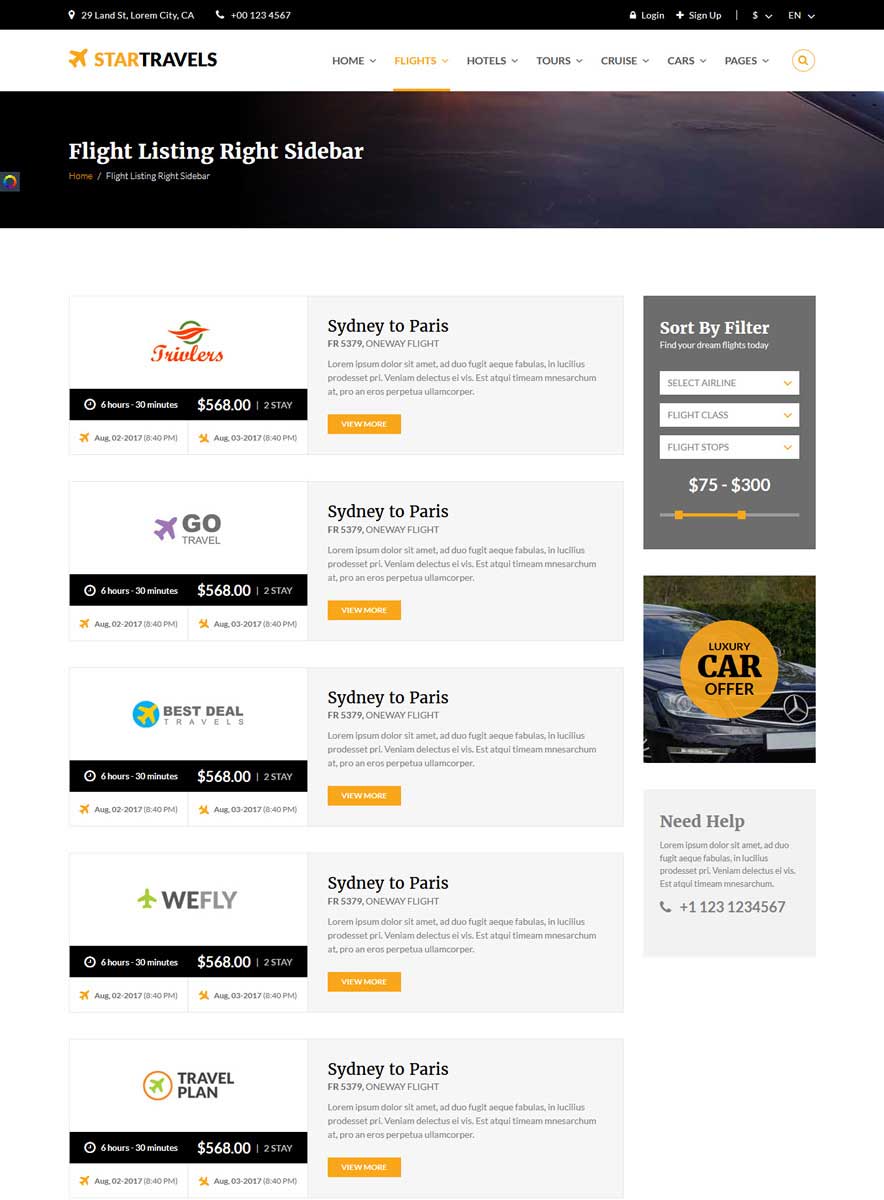 29 Land St, Lorem City, CA +00 123 4567 Login Sign Up | $ EN
STARTRAVELS HOME FLIGHTS HOTELS TOURS CRUISE CARS PAGES
Flight Listing Right Sidebar
Home / Flight Listing Right Sidebar
Trivlers
6 hours - 30 minutes $568.00 | 2 STAY
Aug, 02-2017 (8:40 PM) Aug, 03-2017 (8:40 PM)
Sydney to Paris
FR 5379, ONEWAY FLIGHT
Lorem ipsum dolor sit amet, ad duo fugit aeque fabulas, in lucilius
prodesset pri. Veniam delectus ei vis. Est atqui timeam mnesarchum
at, pro an eros perpetua ullamcorper.
VIEW MORE
GO
TRAVEL
6 hours - 30 minutes $568.00 | 2 STAY
Aug, 02-2017 (8:40 PM) Aug, 03-2017 (8:40 PM)
Sydney to Paris
FR 5379, ONEWAY FLIGHT
Lorem ipsum dolor sit amet, ad duo fugit aeque fabulas, in lucilius
prodesset pri. Veniam delectus ei vis. Est atqui timeam mnesarchum
at, pro an eros perpetua ullamcorper.
VIEW MORE
BEST DEAL
TRAVELS
6 hours - 30 minutes $568.00 | 2 STAY
Aug, 02-2017 (8:40 PM) Aug, 03-2017 (8:40 PM)
Sydney to Paris
FR 5379, ONEWAY FLIGHT
Lorem ipsum dolor sit amet, ad duo fugit aeque fabulas, in lucilius
prodesset pri. Veniam delectus ei vis. Est atqui timeam mnesarchum
at, pro an eros perpetua ullamcorper.
VIEW MORE
WEFLY
6 hours - 30 minutes $568.00 | 2 STAY
Aug, 02-2017 (8:40 PM) Aug, 03-2017 (8:40 PM)
Sydney to Paris
FR 5379, ONEWAY FLIGHT
Lorem ipsum dolor sit amet, ad duo fugit aeque fabulas, in lucilius
prodesset pri. Veniam delectus ei vis. Est atqui timeam mnesarchum
at, pro an eros perpetua ullamcorper.
VIEW MORE
TRAVEL
PLAN
6 hours - 30 minutes $568.00 | 2 STAY
Aug, 02-2017 (8:40 PM) Aug, 03-2017 (8:40 PM)
Sydney to Paris
FR 5379, ONEWAY FLIGHT
Lorem ipsum dolor sit amet, ad duo fugit aeque fabulas, in lucilius
prodesset pri. Veniam delectus ei vis. Est atqui timeam mnesarchum
at, pro an eros perpetua ullamcorper.
VIEW MORE
Sort By Filter
Find your dream flights today
SELECT AIRLINE
FLIGHT CLASS
FLIGHT STOPS
$75 - $300
LUXURY
CAR
OFFER
Need Help
Lorem ipsum dolor sit amet, ad duo
fugit aeque fabulas, in lucilius
prodesset pri. Veniam delectus ei vis.
Est atqui timeam mnesarchum.
+1 123 1234567